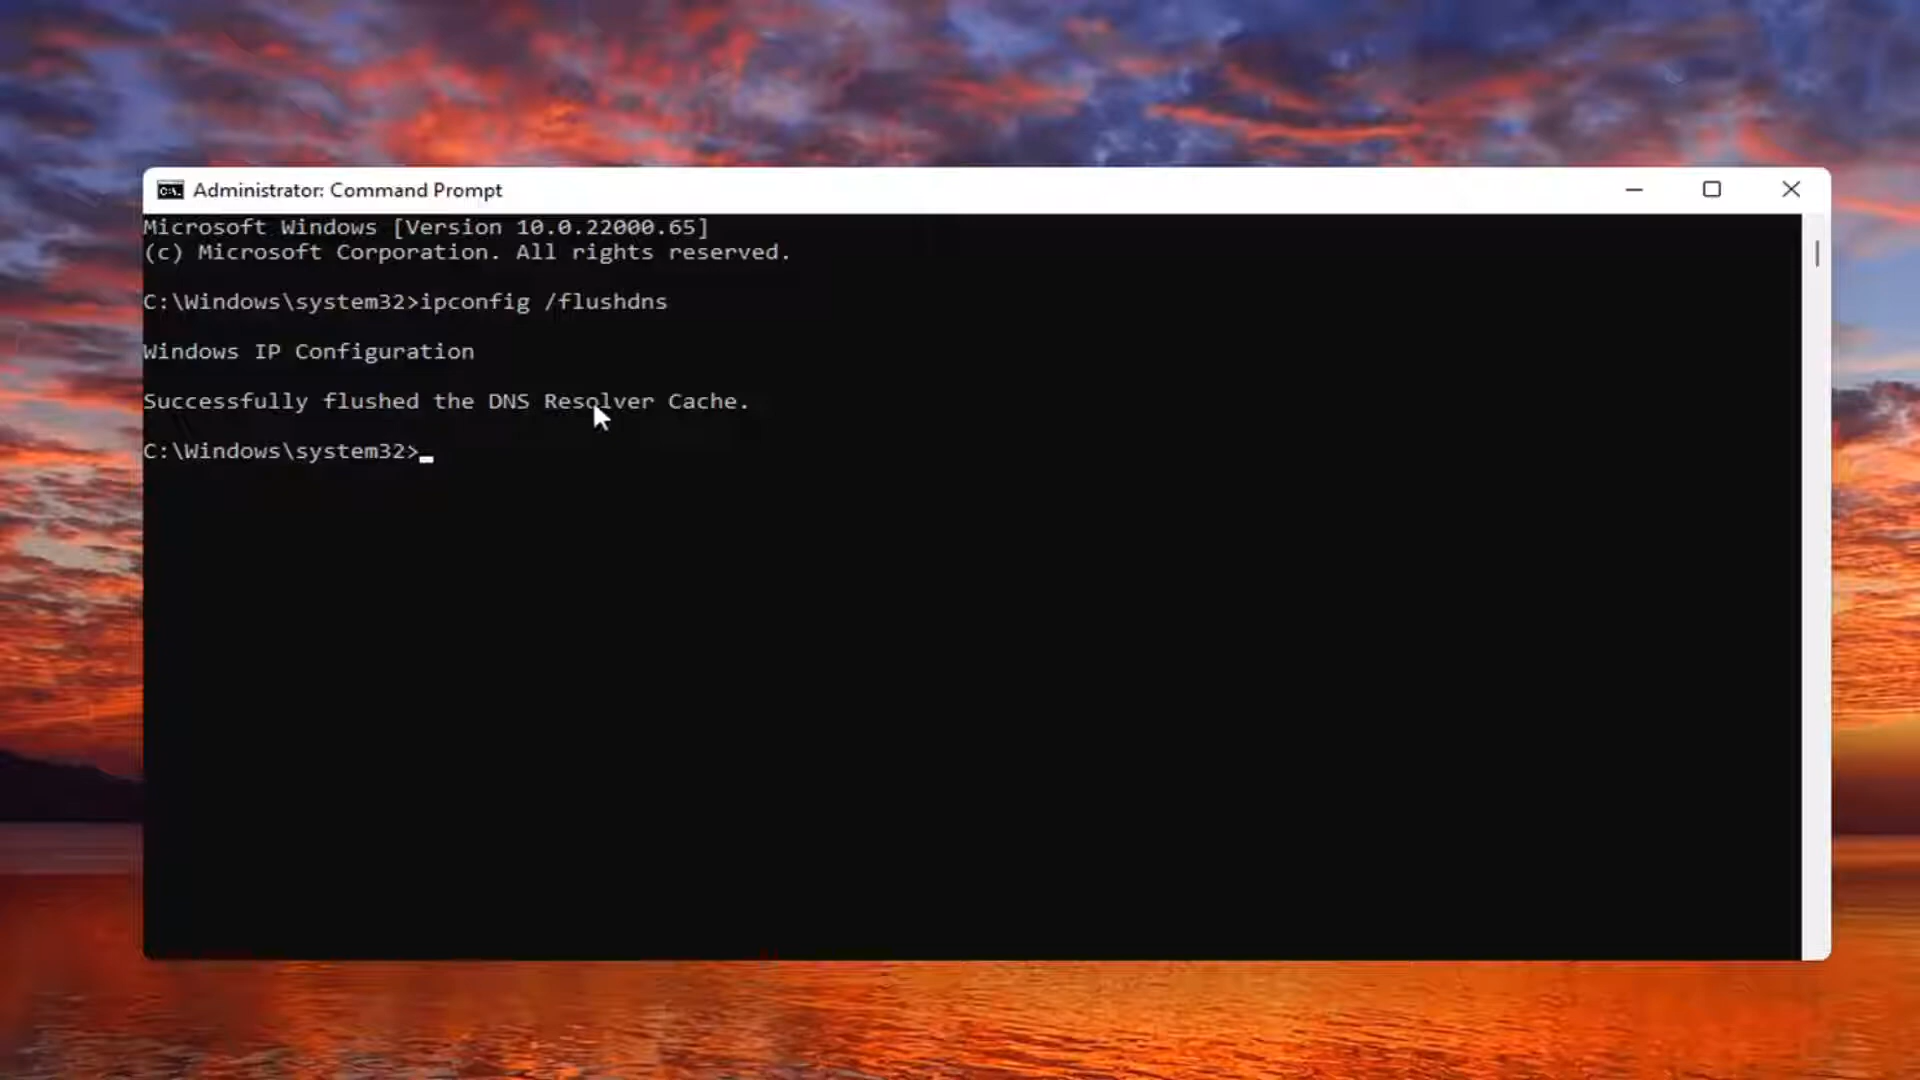 Administrator: Command Prompt
Microsoft Windows [Version 10.0.22000.65]
(c) Microsoft Corporation. All rights reserved.
C:\Windows\system32>ipconfig /flushdns
Windows IP Configuration
Successfully flushed the DNS Resolver Cache.
C:\Windows\system32>